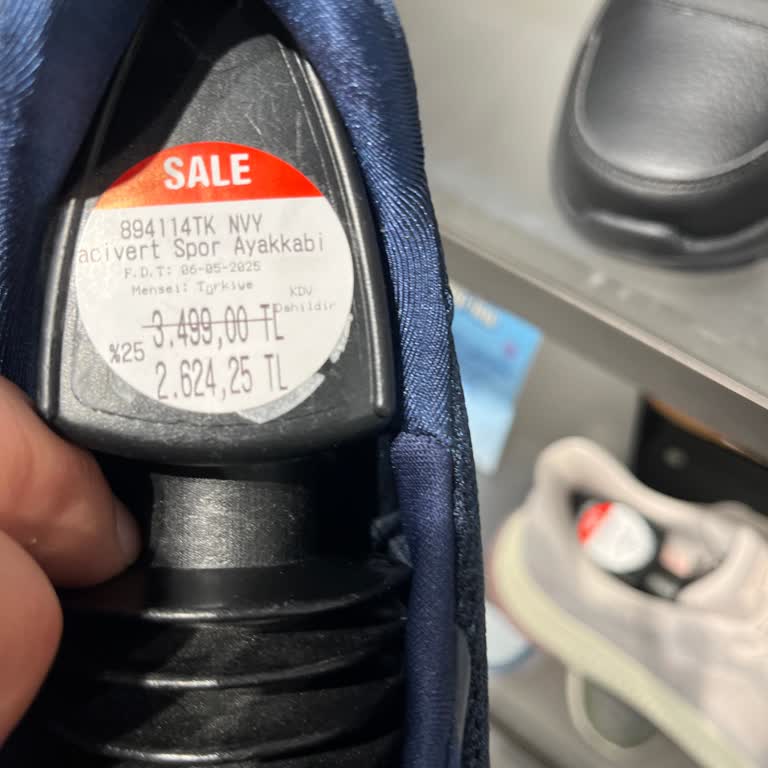 SALE
894114TK NVY
acivert Spor Ayakkabi
F.D.T: 06-05-2025
Mensei: Türkiye
KDV
Dahildir
3.499,00 TL
%25
2.624,25 TL